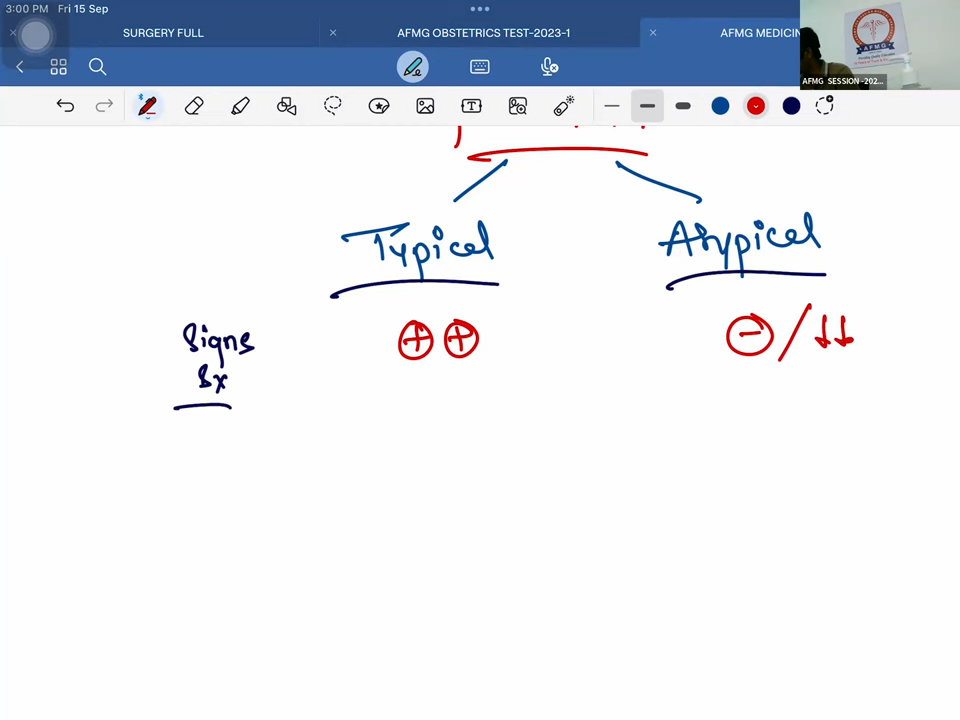 3:00 PM Fri 15 Sep
SURGERY FULL
AFMG OBSTETRICS TEST-2023-1
AFMG MEDICIN
AFMG
AFMG SESSION -202...
Typical
Atypical
Signs
Sx
⊕ ⊕
⊖ / ↓↓